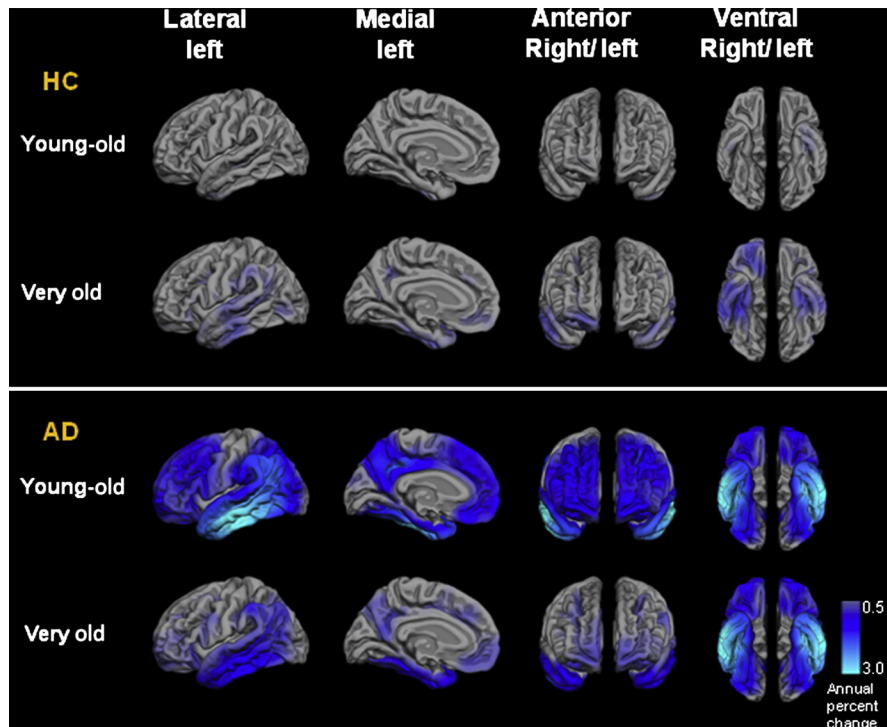 Lateral
left
Medial
left
Anterior
Right/ left
Ventral
Right/ left
HC
Young-old
Very old
AD
Young-old
Very old
0.5
3.0
Annual
percent
change